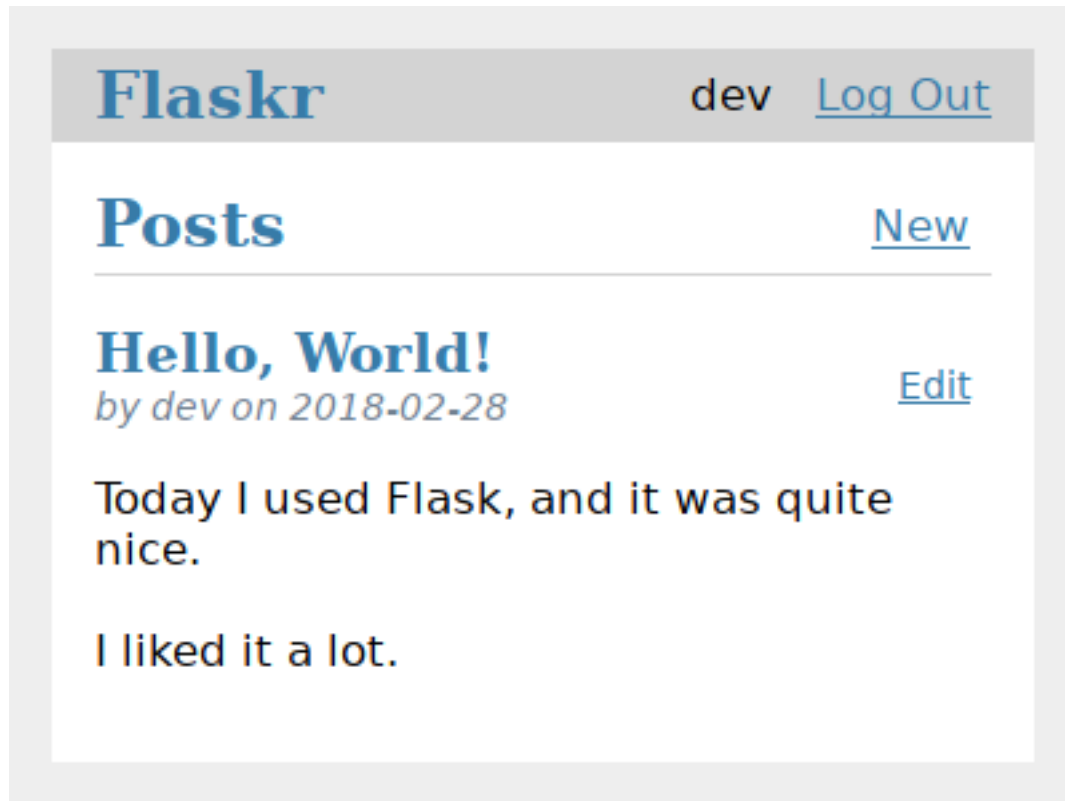 Flaskr dev Log Out
Posts New
Hello, World!
by dev on 2018-02-28
Edit
Today I used Flask, and it was quite
nice.
I liked it a lot.